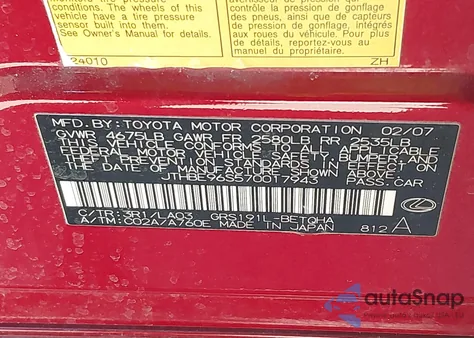 conditions. The wheels of this
vehicle have a tire pressure
sensor built into them.
See Owner's Manual for details.
24010
contrôler la pression de gonflage
des pneus, ainsi que de capteurs
de pression de gonflage intégrés
aux roues du véhicule. Pour plus
de détails, reportez-vous au
manuel du propriétaire.
ZH
MFD. BY: TOYOTA MOTOR CORPORATION 02/07
GVWR 4675LB GAWR FR 2580LB RR 2535LB
THIS VEHICLE CONFORMS TO ALL APPLICABLE
FEDERAL MOTOR VEHICLE SAFETY, BUMPER, AND
THEFT PREVENTION STANDARDS IN EFFECT ON THE DATE OF
MANUFACTURE SHOWN ABOVE.
PASS. CAR
C/TR: 3R1/LA03 GRS191L-BETQHA
A/TM: C02A/A760E MADE IN JAPAN
812 A
autoSnap